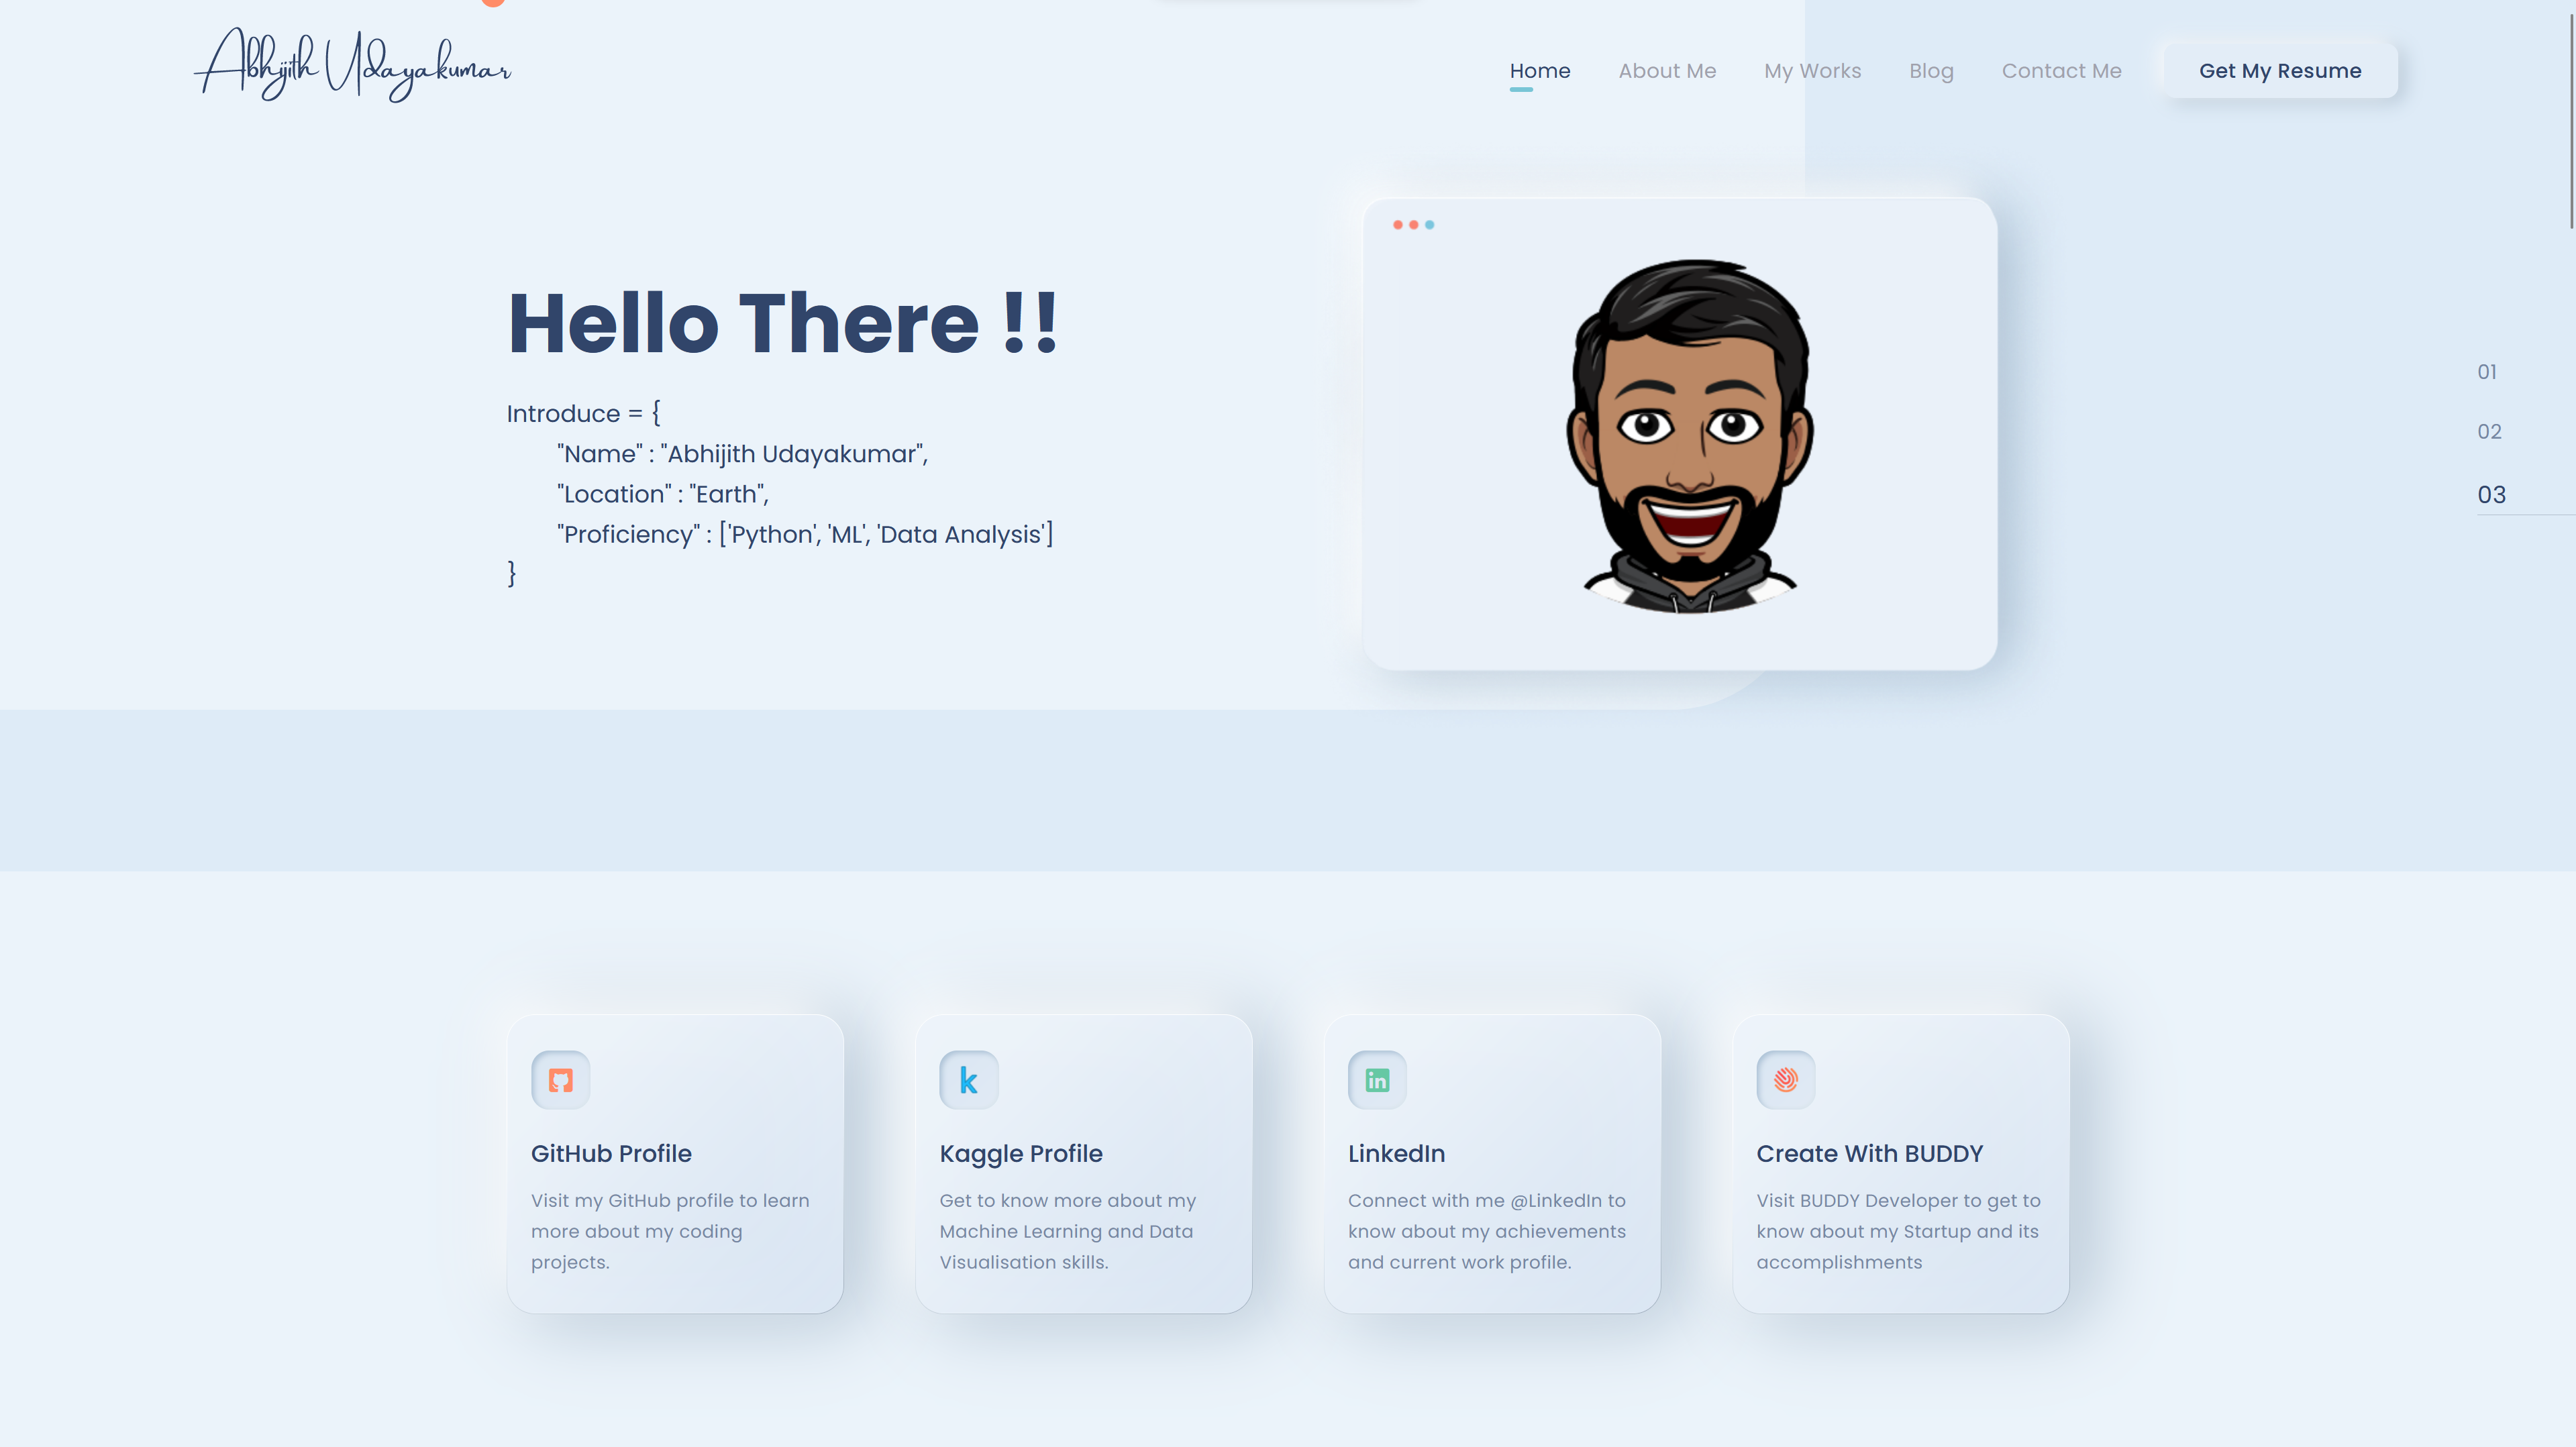 Abhijith Udayakumar
Home About Me My Works Blog Contact Me Get My Resume
Hello There !!
Introduce = {
"Name" : "Abhijith Udayakumar",
"Location" : "Earth",
"Proficiency" : ['Python', 'ML', 'Data Analysis']
}
01
02
03
GitHub Profile
Visit my GitHub profile to learn
more about my coding
projects.
Kaggle Profile
Get to know more about my
Machine Learning and Data
Visualisation skills.
LinkedIn
Connect with me @LinkedIn to
know about my achievements
and current work profile.
Create With BUDDY
Visit BUDDY Developer to get to
know about my Startup and its
accomplishments